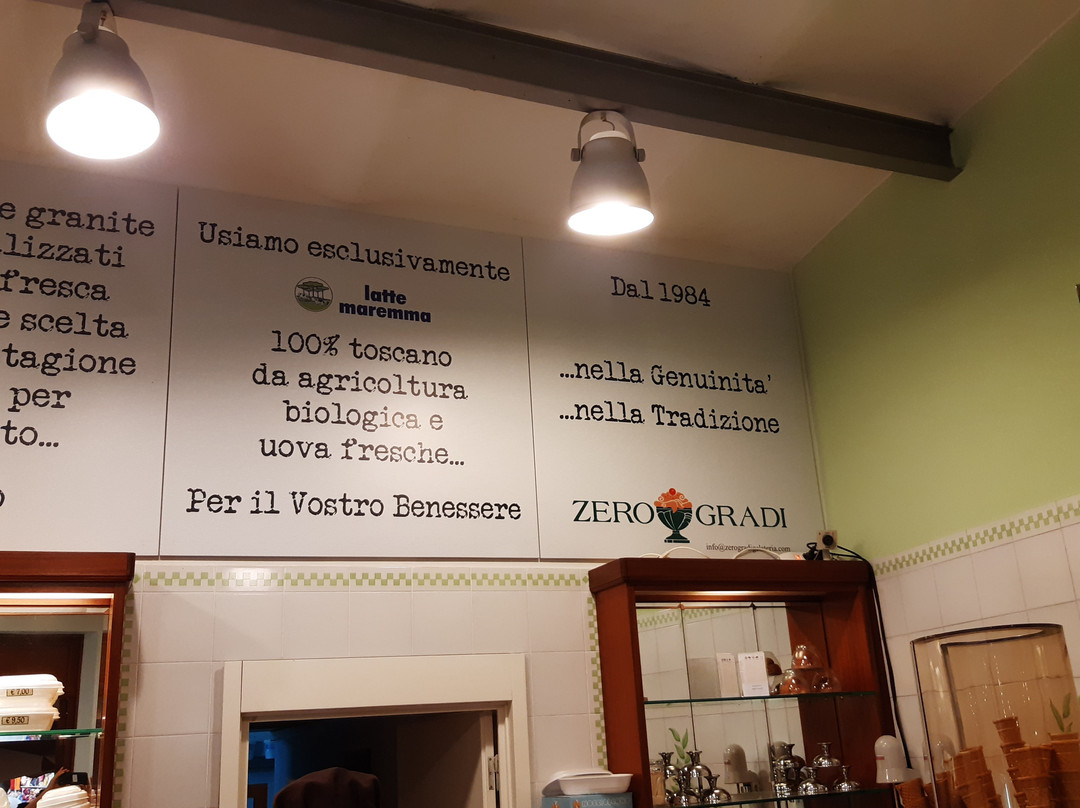 e granite
lizzati
fresca
e scelta
tagione
per
to...
Usiamo esclusivamente
latte
maremma
100% toscano
da agricoltura
biologica e
uova fresche...
Per il Vostro Benessere
Dal 1984
...nella Genuinita'
...nella Tradizione
ZERO GRADI
€ 7,00
€ 9,50